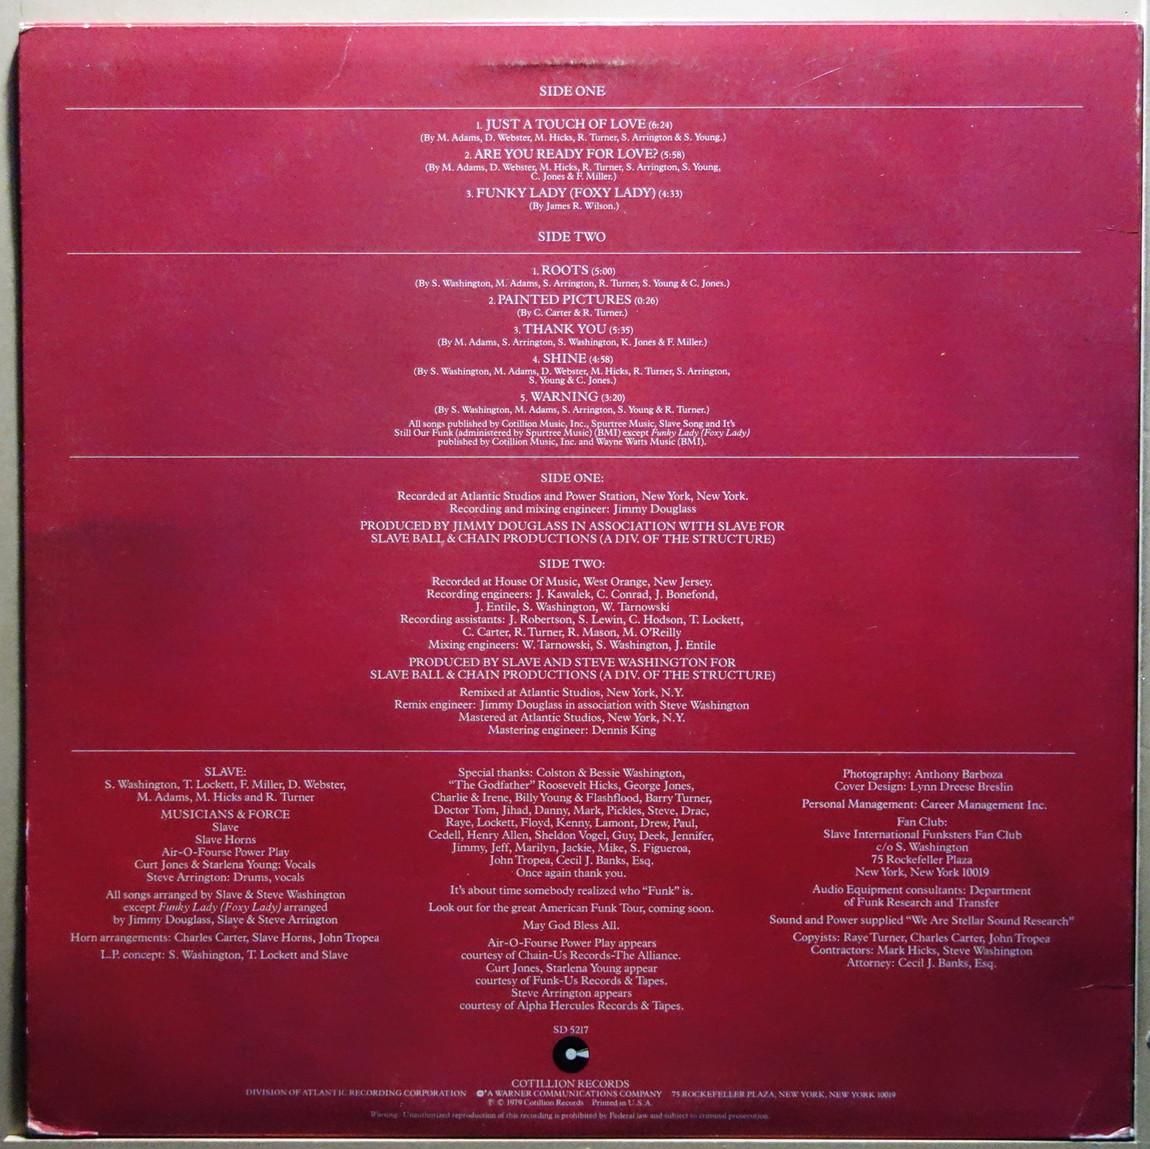 SIDE ONE
1. JUST A TOUCH OF LOVE (6:24)
(By M. Adams, D. Webster, M. Hicks, R. Turner, S. Arrington & S. Young.)
2. ARE YOU READY FOR LOVE? (5:58)
(By M. Adams, D. Webster, M. Hicks, R. Turner, S. Arrington, S. Young,
C. Jones & F. Miller.)
3. FUNKY LADY (FOXY LADY) (4:33)
(By James R. Wilson.)
SIDE TWO
1. ROOTS (5:00)
(By S. Washington, M. Adams, S. Arrington, R. Turner, S. Young & C. Jones.)
2. PAINTED PICTURES (0:26)
(By C. Carter & R. Turner.)
3. THANK YOU (5:35)
(By M. Adams, S. Arrington, S. Washington, K. Jones & F. Miller.)
4. SHINE (4:58)
(By S. Washington, M. Adams, D. Webster, M. Hicks, R. Turner, S. Arrington,
S. Young & C. Jones.)
5. WARNING (3:20)
(By S. Washington, M. Adams, S. Arrington, S. Young & R. Turner.)
All songs published by Cotillion Music, Inc., Spurtree Music, Slave Song and It's
Still Our Funk (administered by Spurtree Music) (BMI) except Funky Lady (Foxy Lady)
published by Cotillion Music, Inc. and Wayne Watts Music (BMI).
SIDE ONE:
Recorded at Atlantic Studios and Power Station, New York, New York.
Recording and mixing engineer: Jimmy Douglass
PRODUCED BY JIMMY DOUGLASS IN ASSOCIATION WITH SLAVE FOR
SLAVE BALL & CHAIN PRODUCTIONS (A DIV. OF THE STRUCTURE)
SIDE TWO:
Recorded at House Of Music, West Orange, New Jersey.
Recording engineers: J. Kawalek, C. Conrad, J. Bonefond,
J. Entile, S. Washington, W. Tarnowski
Recording assistants: J. Robertson, S. Lewin, C. Hodson, T. Lockett,
C. Carter, R. Turner, R. Mason, M. O'Reilly
Mixing engineers: W. Tarnowski, S. Washington, J. Entile
PRODUCED BY SLAVE AND STEVE WASHINGTON FOR
SLAVE BALL & CHAIN PRODUCTIONS (A DIV. OF THE STRUCTURE)
Remixed at Atlantic Studios, New York, N.Y.
Remix engineer: Jimmy Douglass in association with Steve Washington
Mastered at Atlantic Studios, New York, N.Y.
Mastering engineer: Dennis King
SLAVE:
S. Washington, T. Lockett, F. Miller, D. Webster,
M. Adams, M. Hicks and R. Turner
MUSICIANS & FORCE
Slave
Slave Horns
Air-O-Fourse Power Play
Curt Jones & Starlena Young: Vocals
Steve Arrington: Drums, vocals
All songs arranged by Slave & Steve Washington
except Funky Lady (Foxy Lady) arranged
by Jimmy Douglass, Slave & Steve Arrington
Horn arrangements: Charles Carter, Slave Horns, John Tropea
L.P. concept: S. Washington, T. Lockett and Slave
Special thanks: Colston & Bessie Washington,
"The Godfather" Roosevelt Hicks, George Jones,
Charlie & Irene, Billy Young & Flashflood, Barry Turner,
Doctor Tom, Jihad, Danny, Mark, Pickles, Steve, Drac,
Raye, Lockett, Floyd, Kenny, Lamont, Drew, Paul,
Cedell, Henry Allen, Sheldon Vogel, Guy, Deek, Jennifer,
Jimmy, Jeff, Marilyn, Jackie, Mike, S. Figueroa,
John Tropea, Cecil J. Banks, Esq.
Once again thank you.
It's about time somebody realized who "Funk" is.
Look out for the great American Funk Tour, coming soon.
May God Bless All.
Air-O-Fourse Power Play appears
courtesy of Chain-Us Records-The Alliance.
Curt Jones, Starlena Young appear
courtesy of Funk-Us Records & Tapes.
Steve Arrington appears
courtesy of Alpha Hercules Records & Tapes.
Photography: Anthony Barboza
Cover Design: Lynn Dreese Breslin
Personal Management: Career Management Inc.
Fan Club:
Slave International Funksters Fan Club
c/o S. Washington
75 Rockefeller Plaza
New York, New York 10019
Audio Equipment consultants: Department
of Funk Research and Transfer
Sound and Power supplied "We Are Stellar Sound Research"
Copyists: Raye Turner, Charles Carter, John Tropea
Contractors: Mark Hicks, Steve Washington
Attorney: Cecil J. Banks, Esq.
SD 5217
COTILLION RECORDS
DIVISION OF ATLANTIC RECORDING CORPORATION A WARNER COMMUNICATIONS COMPANY 75 ROCKEFELLER PLAZA, NEW YORK, NEW YORK 10019
℗ © 1979 Cotillion Records Printed in U.S.A.
Warning: Unauthorized reproduction of this recording is prohibited by Federal law and subject to criminal prosecution.